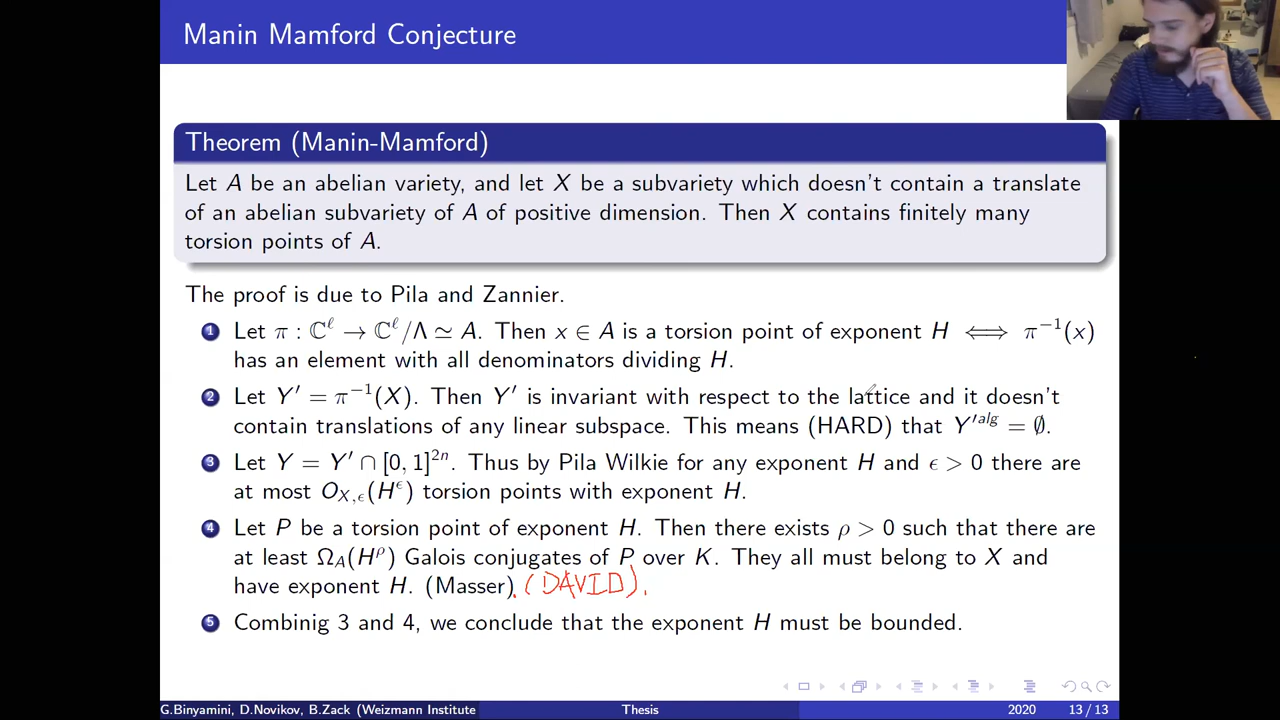 Manin Mamford Conjecture
Theorem (Manin-Mamford)
Let A be an abelian variety, and let X be a subvariety which doesn't contain a translate
of an abelian subvariety of A of positive dimension. Then X contains finitely many
torsion points of A.
The proof is due to Pila and Zannier.
1 Let π : ℂ^ℓ → ℂ^ℓ/Λ ≃ A. Then x ∈ A is a torsion point of exponent H ⟺ π⁻¹(x)
has an element with all denominators dividing H.
2 Let Y′ = π⁻¹(X). Then Y′ is invariant with respect to the lattice and it doesn't
contain translations of any linear subspace. This means (HARD) that Y′^alg = ∅.
3 Let Y = Y′ ∩ [0, 1]^2n. Thus by Pila Wilkie for any exponent H and ϵ > 0 there are
at most O_X,ϵ(H^ϵ) torsion points with exponent H.
4 Let P be a torsion point of exponent H. Then there exists ρ > 0 such that there are
at least Ω_A(H^ρ) Galois conjugates of P over K. They all must belong to X and
have exponent H. (Masser). (DAVID).
5 Combinig 3 and 4, we conclude that the exponent H must be bounded.
G.Binyamini, D.Novikov, B.Zack (Weizmann Institute Thesis 2020 13 / 13